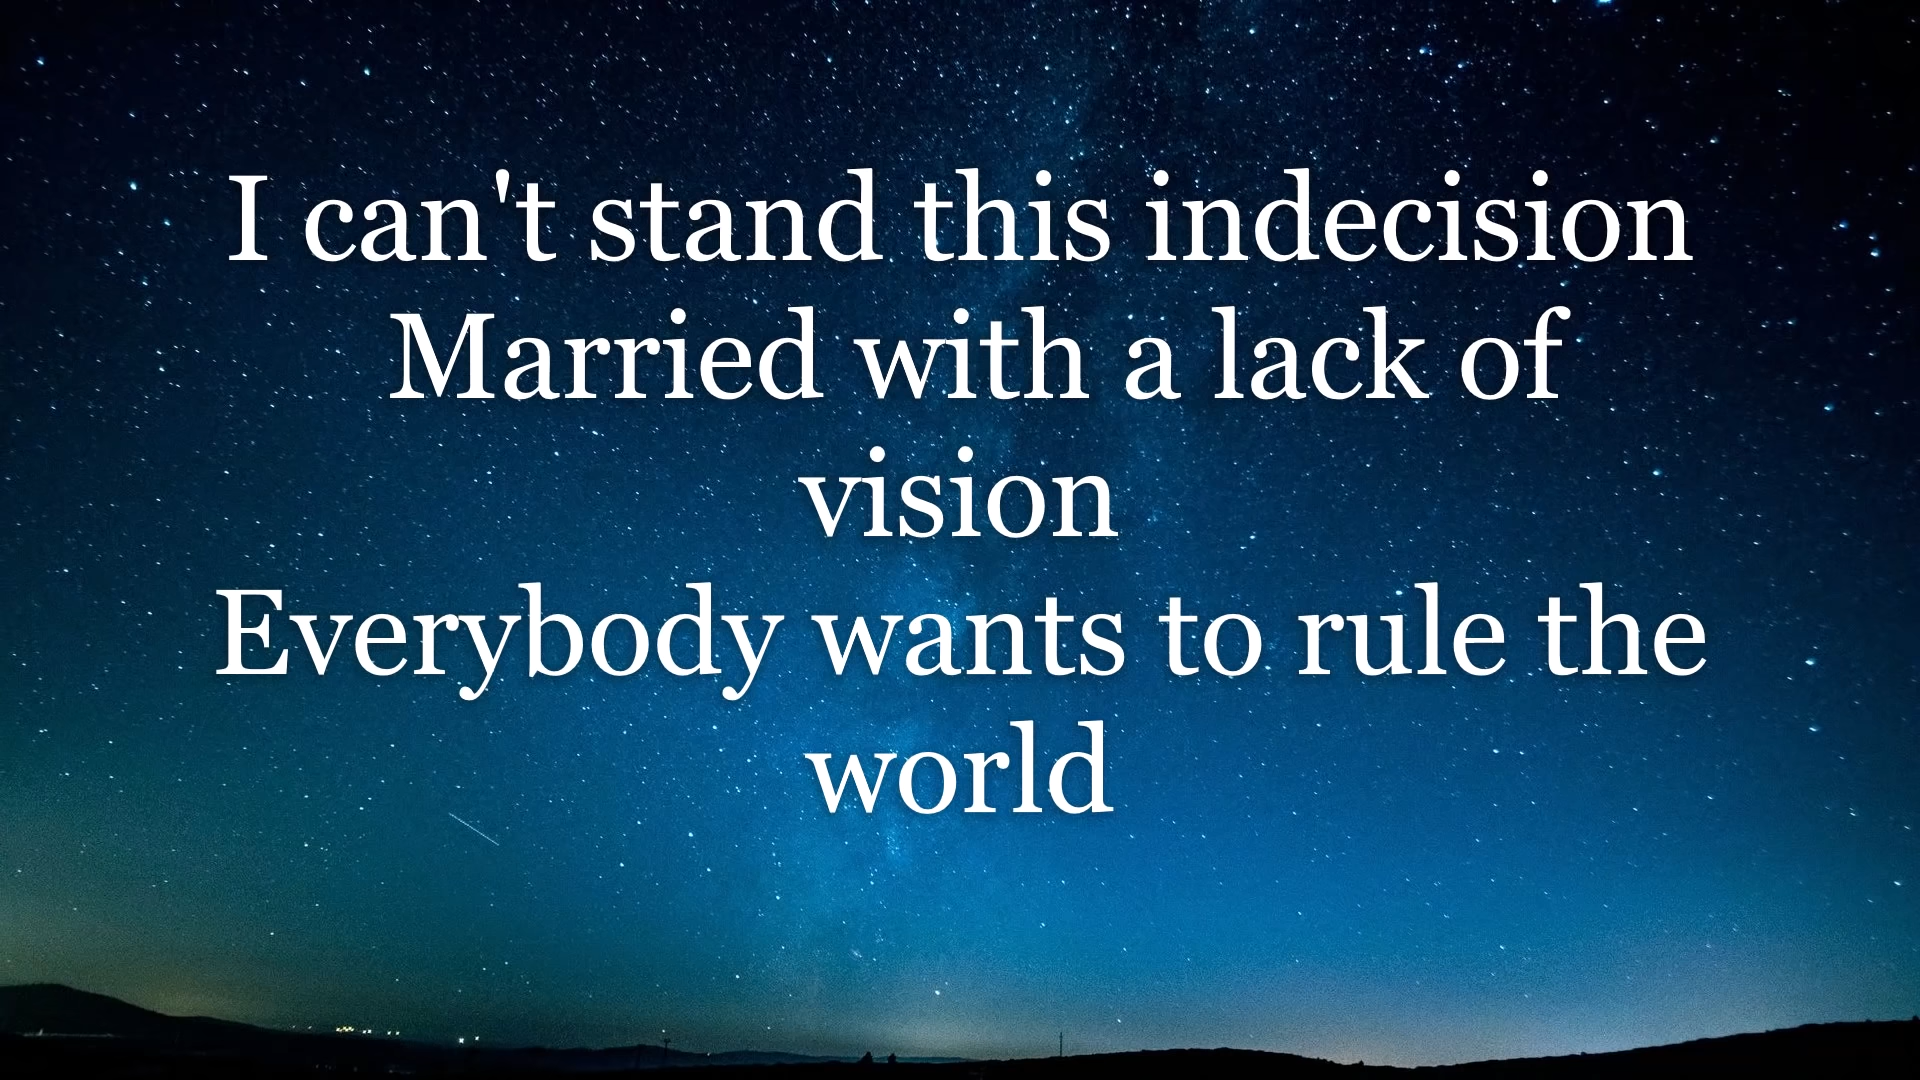 I can't stand this indecision
Married with a lack of
vision
Everybody wants to rule the
world